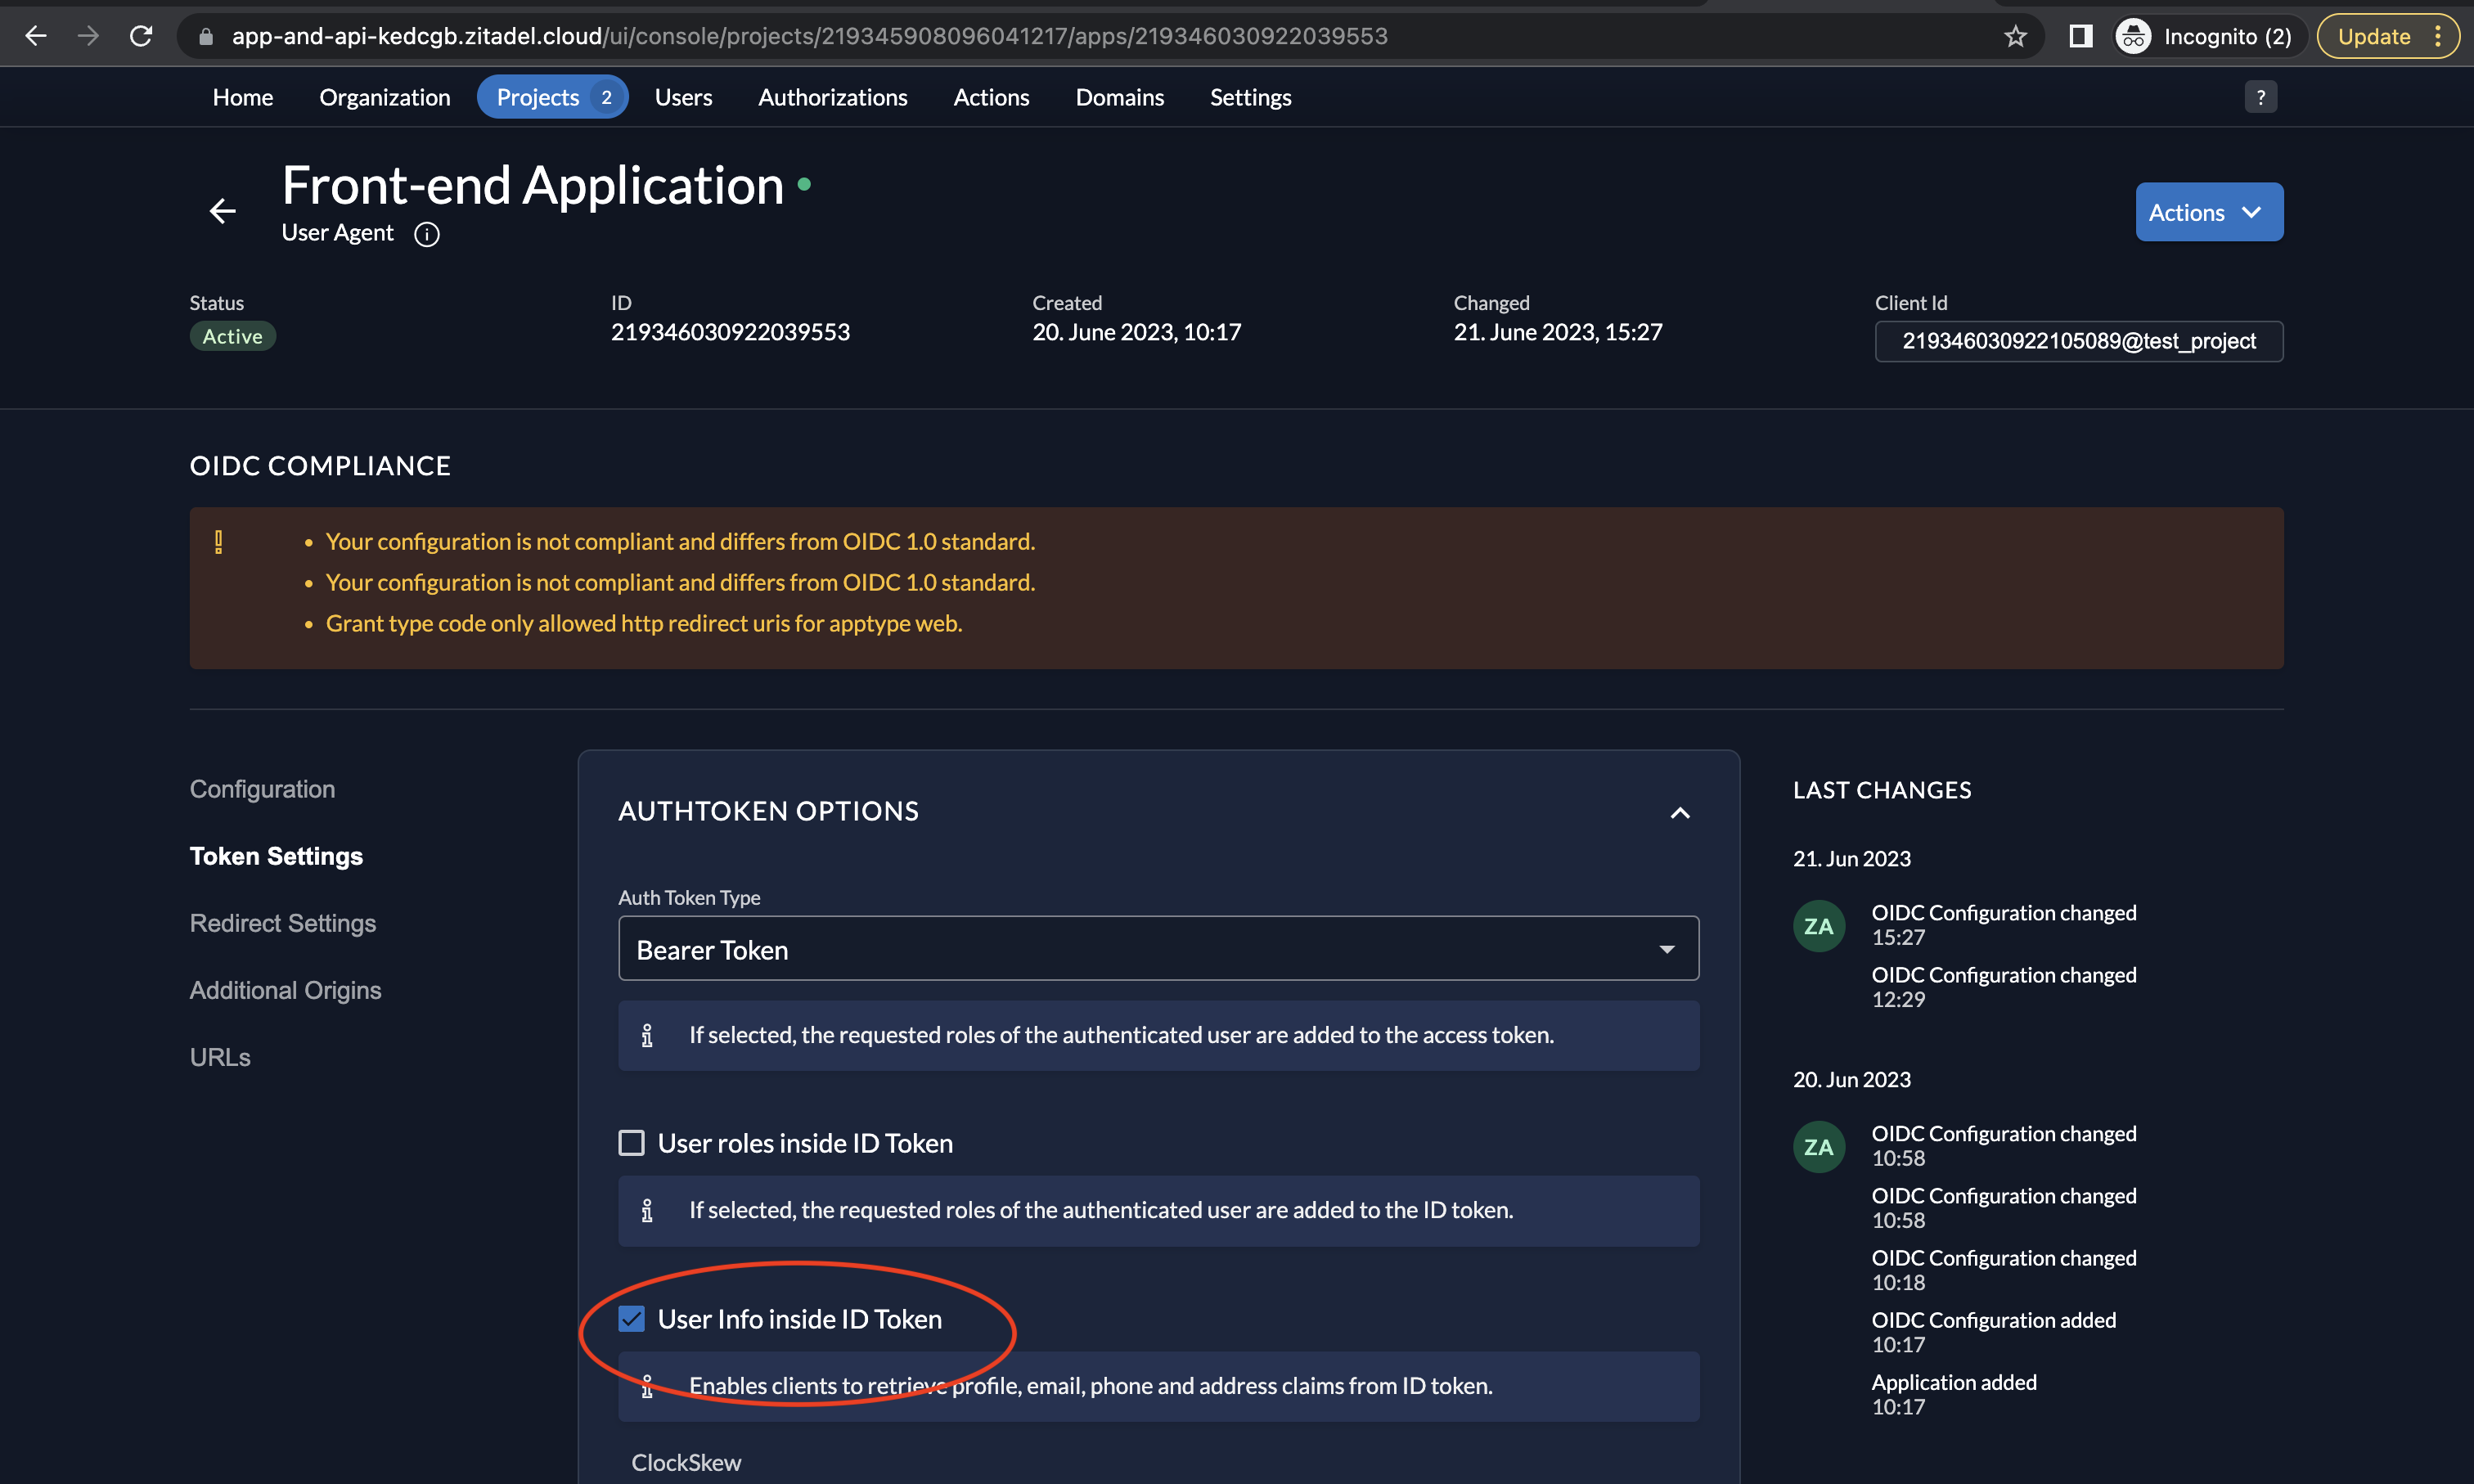 app-and-api-kedcgb.zitadel.cloud/ui/console/projects/219345908096041217/apps/219346030922039553
Incognito (2)
Update
Home
Organization
Projects 2
Users
Authorizations
Actions
Domains
Settings
?
Front-end Application
User Agent
Actions
Status
Active
ID
219346030922039553
Created
20. June 2023, 10:17
Changed
21. June 2023, 15:27
Client Id
219346030922105089@test_project
OIDC COMPLIANCE
• Your configuration is not compliant and differs from OIDC 1.0 standard.
• Your configuration is not compliant and differs from OIDC 1.0 standard.
• Grant type code only allowed http redirect uris for apptype web.
Configuration
Token Settings
Redirect Settings
Additional Origins
URLs
AUTHTOKEN OPTIONS
Auth Token Type
Bearer Token
If selected, the requested roles of the authenticated user are added to the access token.
User roles inside ID Token
If selected, the requested roles of the authenticated user are added to the ID token.
User Info inside ID Token
Enables clients to retrieve profile, email, phone and address claims from ID token.
ClockSkew
LAST CHANGES
21. Jun 2023
ZA
OIDC Configuration changed
15:27
OIDC Configuration changed
12:29
20. Jun 2023
ZA
OIDC Configuration changed
10:58
OIDC Configuration changed
10:58
OIDC Configuration changed
10:18
OIDC Configuration added
10:17
Application added
10:17